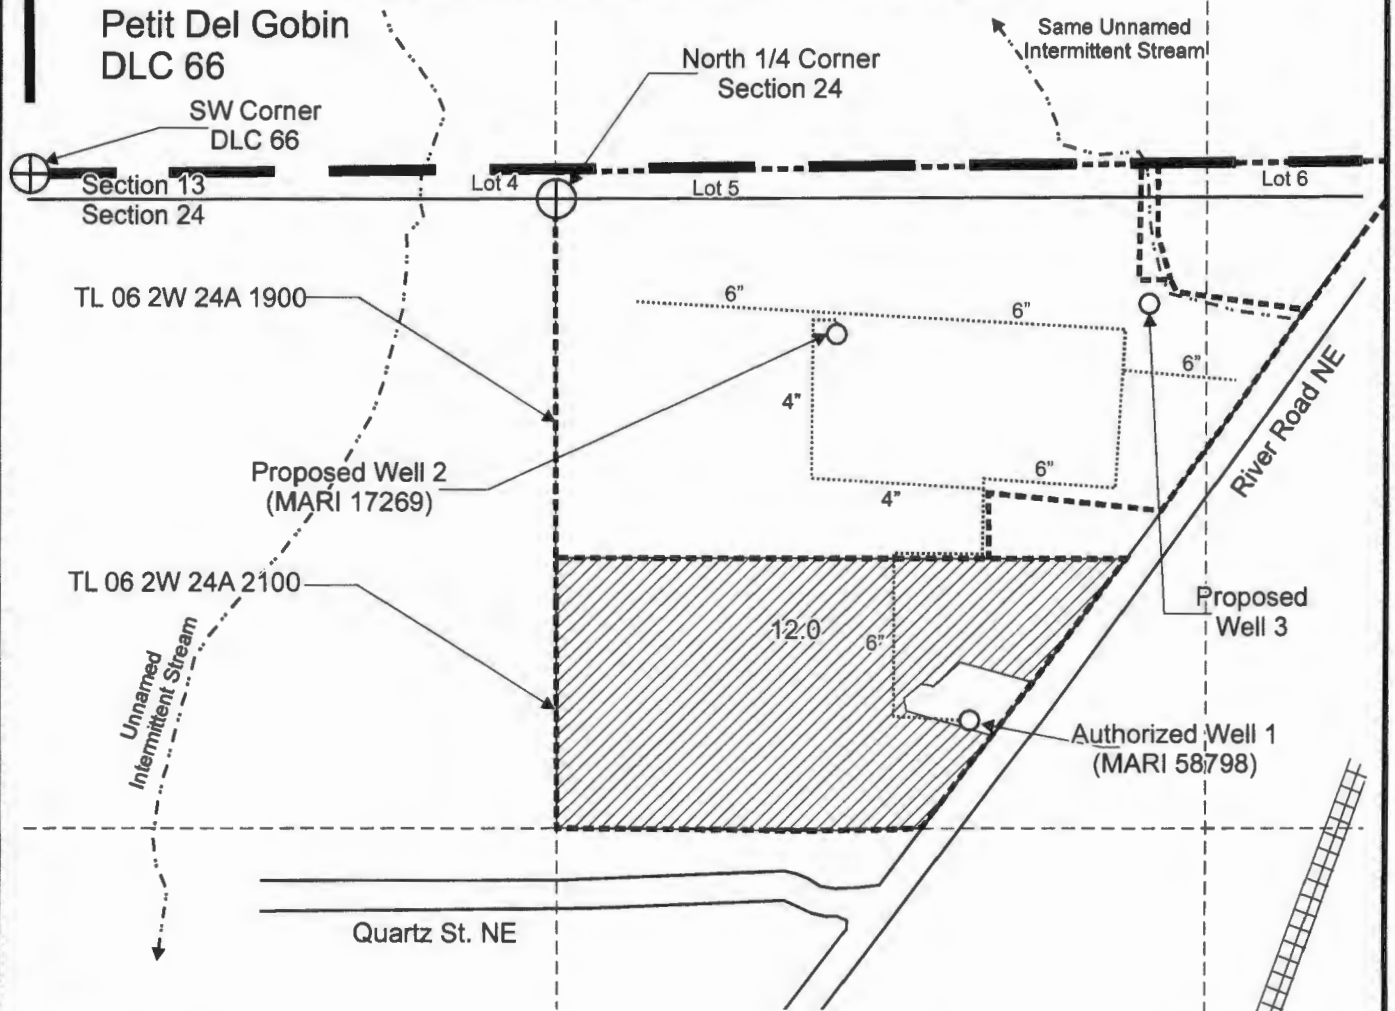 Petit Del Gobin
DLC 66
Same Unnamed
Intermittent Stream
North 1/4 Corner
Section 24
SW Corner
DLC 66
Section 13
Section 24
Lot 4
Lot 5
Lot 6
TL 06 2W 24A 1900
6"
6"
6"
4"
River Road NE
Proposed Well 2
(MARI 17269)
6"
4"
TL 06 2W 24A 2100
Proposed
Well 3
12.0
6"
Unnamed
Intermittent Stream
Authorized Well 1
(MARI 58798)
Quartz St. NE